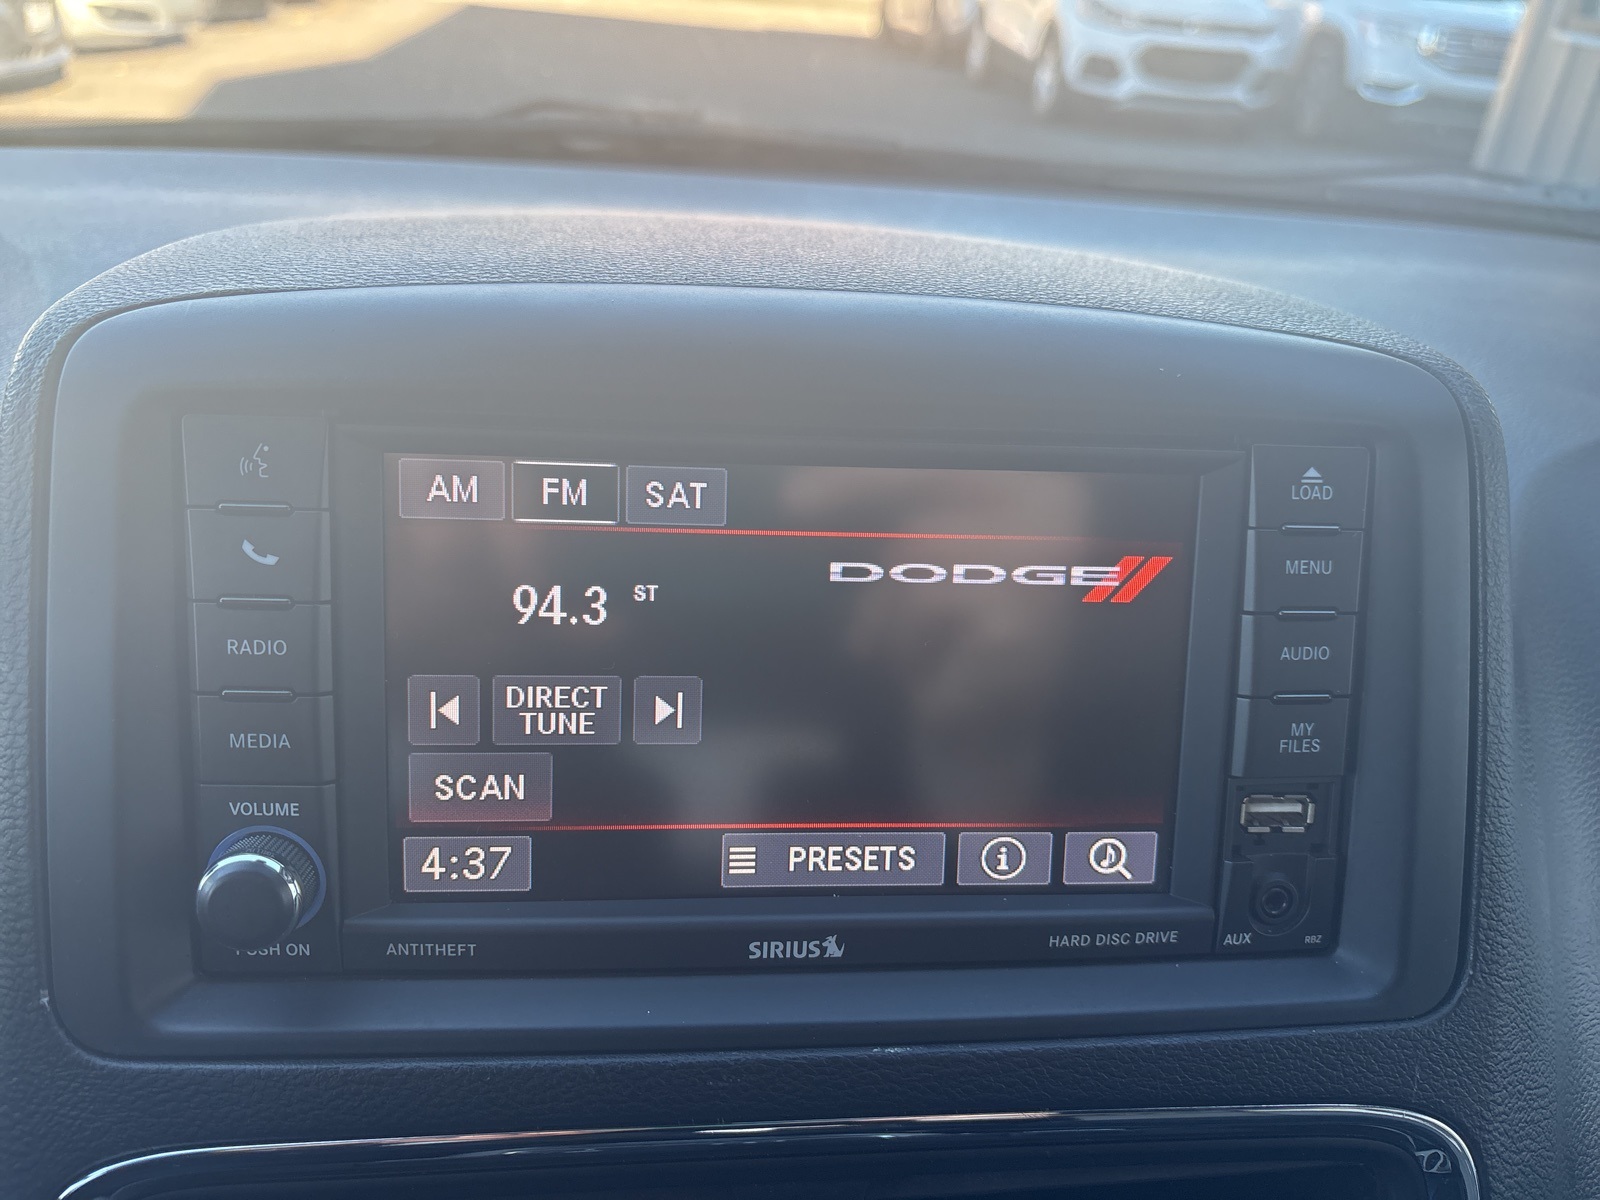 AM FM SAT
LOAD
94.3 ST
DODGE
MENU
RADIO
AUDIO
DIRECT
TUNE
MEDIA
MY
FILES
SCAN
VOLUME
4:37 PRESETS i
PUSH ON
ANTITHEFT
SIRIUS
HARD DISC DRIVE
AUX
RBZ